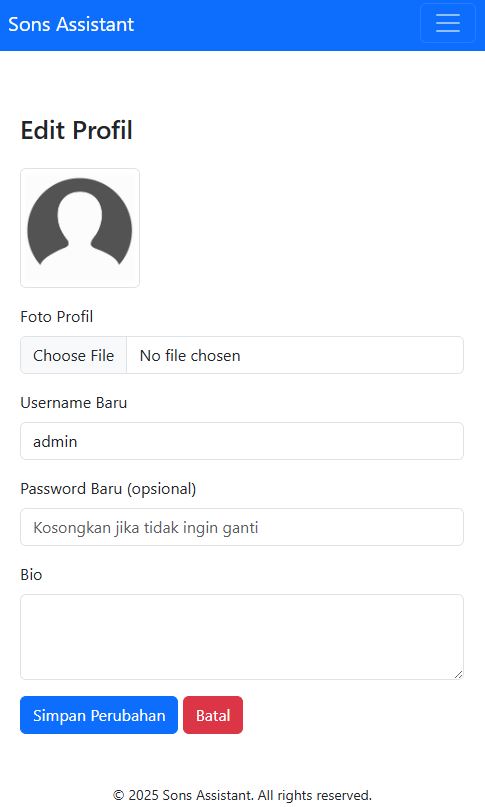 Sons Assistant
Edit Profil
Foto Profil
Choose File No file chosen
Username Baru
admin
Password Baru (opsional)
Kosongkan jika tidak ingin ganti
Bio
Simpan Perubahan Batal
© 2025 Sons Assistant. All rights reserved.